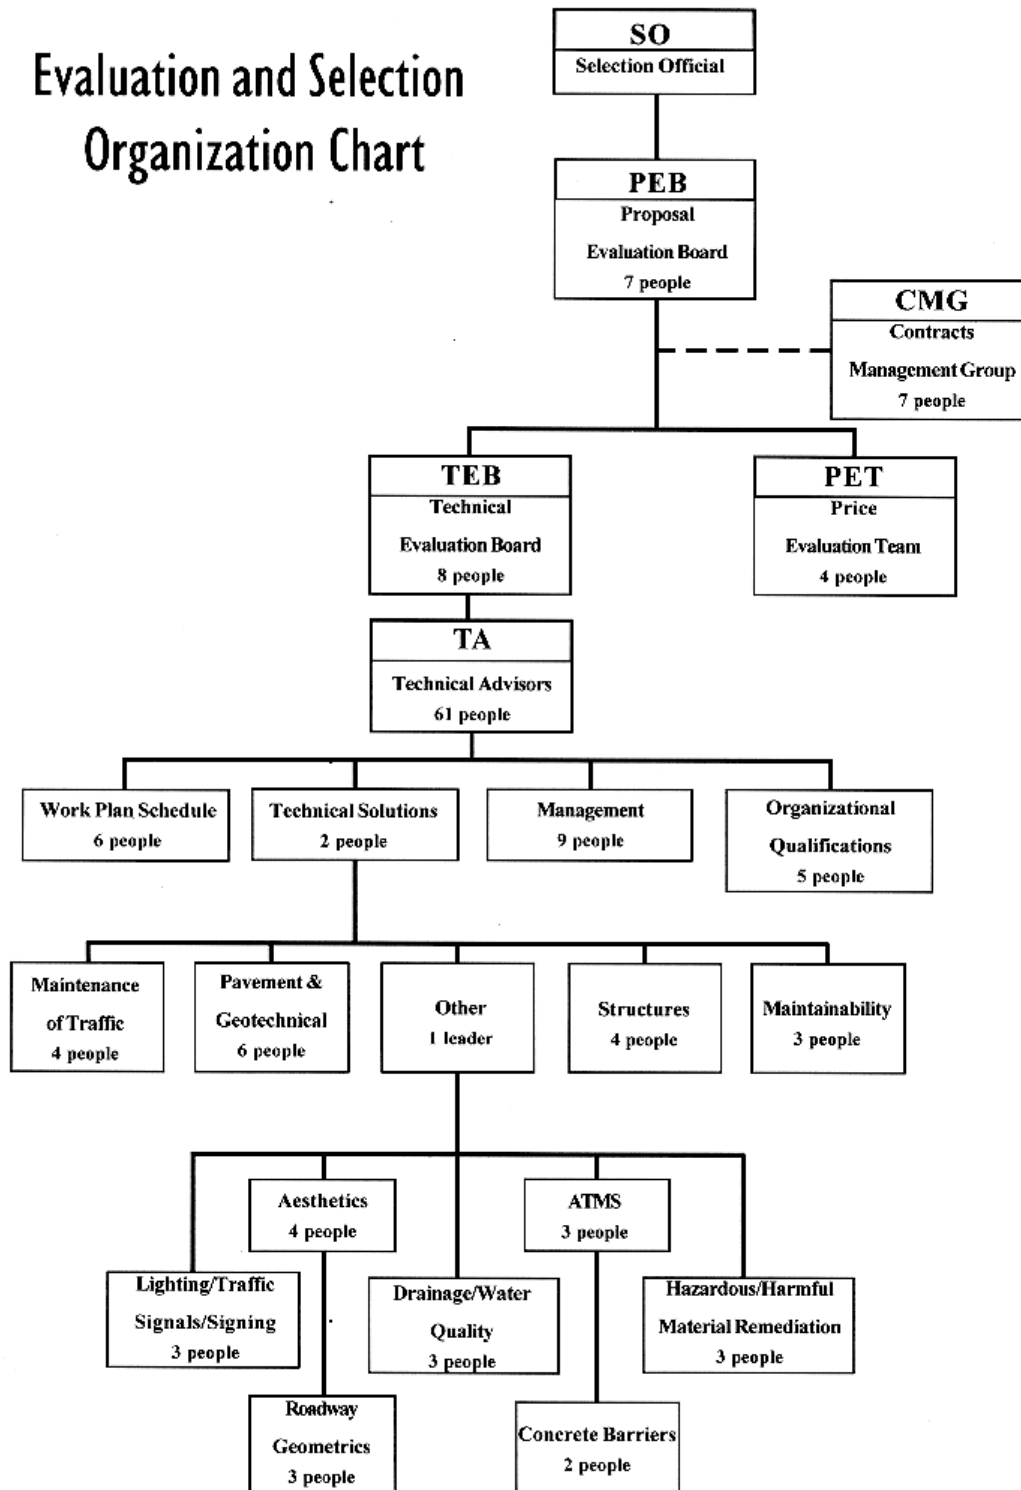 Evaluation and Selection
Organization Chart
SO
Selection Official
PEB
Proposal
Evaluation Board
7 people
CMG
Contracts
Management Group
7 people
TEB
Technical
Evaluation Board
8 people
PET
Price
Evaluation Team
4 people
TA
Technical Advisors
61 people
Work Plan Schedule
6 people
Technical Solutions
2 people
Management
9 people
Organizational
Qualifications
5 people
Maintenance
of Traffic
4 people
Pavement &
Geotechnical
6 people
Other
1 leader
Structures
4 people
Maintainability
3 people
Aesthetics
4 people
ATMS
3 people
Lighting/Traffic
Signals/Signing
3 people
Drainage/Water
Quality
3 people
Hazardous/Harmful
Material Remediation
3 people
Roadway
Geometrics
3 people
Concrete Barriers
2 people